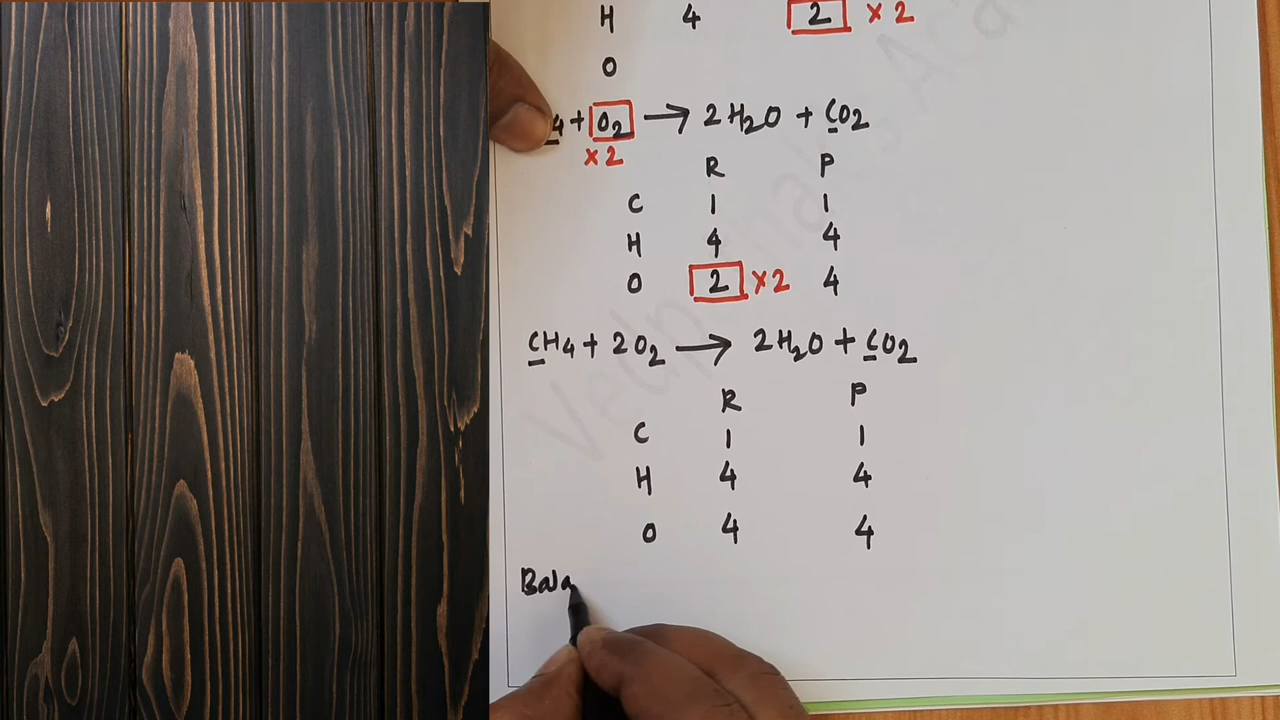 H 4 2 ×2
O
4 + O2 → 2H2O + CO2
×2
R P
C 1 1
H 4 4
O 2 ×2 4
CH4 + 2O2 → 2H2O + CO2
R P
C 1 1
H 4 4
O 4 4
Bala